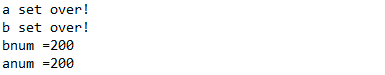 a set over!
b set over!
bnum =200
anum =200